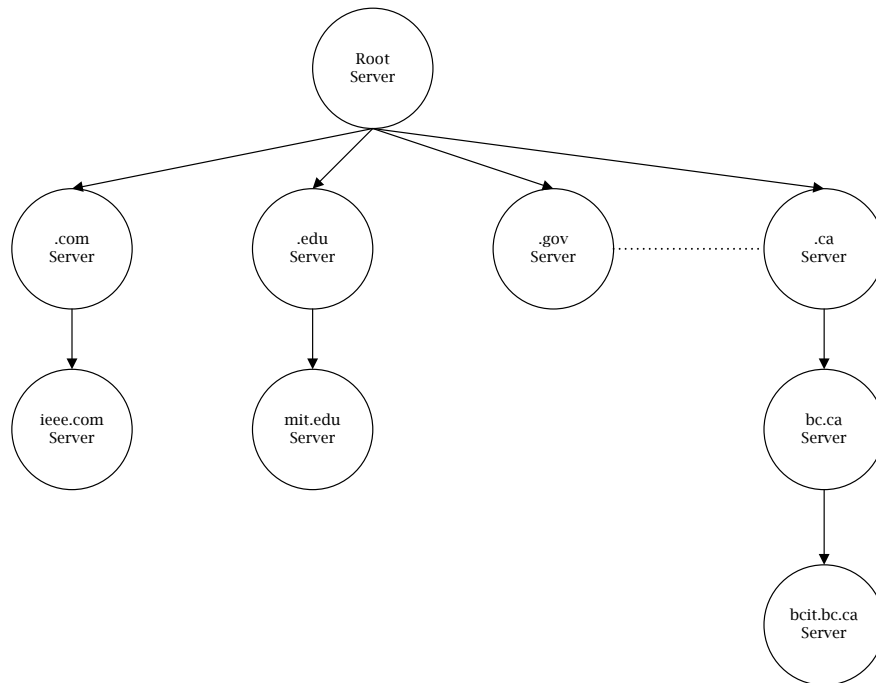 Root
Server
.com
Server
.edu
Server
.gov
Server
.ca
Server
ieee.com
Server
mit.edu
Server
bc.ca
Server
bcit.bc.ca
Server